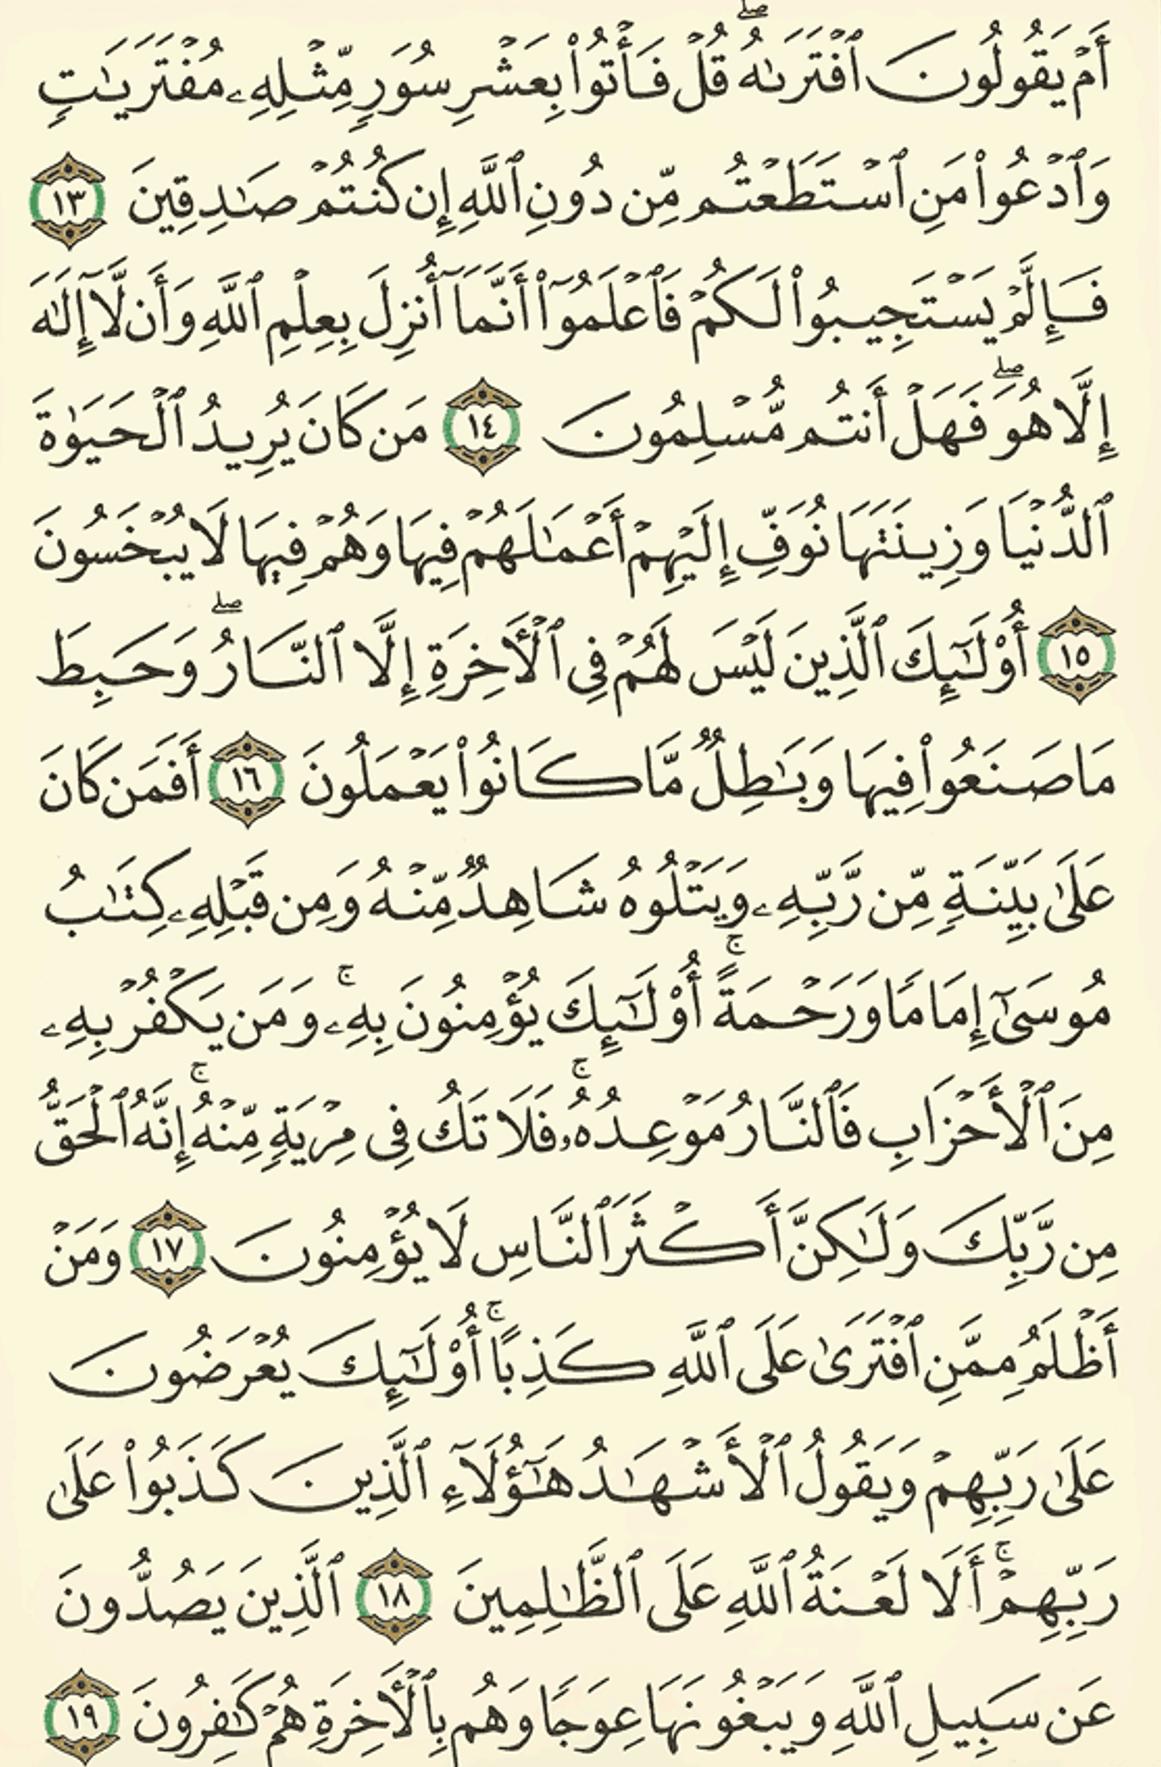 أَمۡ يَقُولُونَ ٱفۡتَرَىٰهُۖ قُلۡ فَأۡتُواْ بِعَشۡرِ سُوَرٖ مِّثۡلِهِۦ مُفۡتَرَيَٰتٖ
وَٱدۡعُواْ مَنِ ٱسۡتَطَعۡتُم مِّن دُونِ ٱللَّهِ إِن كُنتُمۡ صَٰدِقِينَ ١٣
فَإِلَّمۡ يَسۡتَجِيبُواْ لَكُمۡ فَٱعۡلَمُوٓاْ أَنَّمَآ أُنزِلَ بِعِلۡمِ ٱللَّهِ وَأَن لَّآ إِلَٰهَ
إِلَّا هُوَۖ فَهَلۡ أَنتُم مُّسۡلِمُونَ ١٤ مَن كَانَ يُرِيدُ ٱلۡحَيَوٰةَ
ٱلدُّنۡيَا وَزِينَتَهَا نُوَفِّ إِلَيۡهِمۡ أَعۡمَٰلَهُمۡ فِيهَا وَهُمۡ فِيهَا لَا يُبۡخَسُونَ
١٥ أُوْلَٰٓئِكَ ٱلَّذِينَ لَيۡسَ لَهُمۡ فِي ٱلۡأٓخِرَةِ إِلَّا ٱلنَّارُۖ وَحَبِطَ
مَا صَنَعُواْ فِيهَا وَبَٰطِلٞ مَّا كَانُواْ يَعۡمَلُونَ ١٦ أَفَمَن كَانَ
عَلَىٰ بَيِّنَةٖ مِّن رَّبِّهِۦ وَيَتۡلُوهُ شَاهِدٞ مِّنۡهُ وَمِن قَبۡلِهِۦ كِتَٰبُ
مُوسَىٰٓ إِمَامٗا وَرَحۡمَةًۚ أُوْلَٰٓئِكَ يُؤۡمِنُونَ بِهِۦۚ وَمَن يَكۡفُرۡ بِهِۦ
مِنَ ٱلۡأَحۡزَابِ فَٱلنَّارُ مَوۡعِدُهُۥۚ فَلَا تَكُ فِي مِرۡيَةٖ مِّنۡهُۚ إِنَّهُ ٱلۡحَقُّ
مِن رَّبِّكَ وَلَٰكِنَّ أَكۡثَرَ ٱلنَّاسِ لَا يُؤۡمِنُونَ ١٧ وَمَنۡ
أَظۡلَمُ مِمَّنِ ٱفۡتَرَىٰ عَلَى ٱللَّهِ كَذِبًاۚ أُوْلَٰٓئِكَ يُعۡرَضُونَ
عَلَىٰ رَبِّهِمۡ وَيَقُولُ ٱلۡأَشۡهَٰدُ هَٰٓؤُلَآءِ ٱلَّذِينَ كَذَبُواْ عَلَىٰ
رَبِّهِمۡۚ أَلَا لَعۡنَةُ ٱللَّهِ عَلَى ٱلظَّٰلِمِينَ ١٨ ٱلَّذِينَ يَصُدُّونَ
عَن سَبِيلِ ٱللَّهِ وَيَبۡغُونَهَا عِوَجٗا وَهُم بِٱلۡأٓخِرَةِ هُمۡ كَٰفِرُونَ ١٩